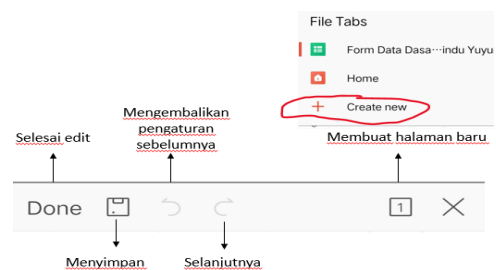 File Tabs
Form Data Dasa···indu Yuyu
Home
Create new
Mengembalikan
pengaturan
sebelumnya
Selesai edit
Membuat halaman baru
Done
1
Menyimpan
Selanjutnya